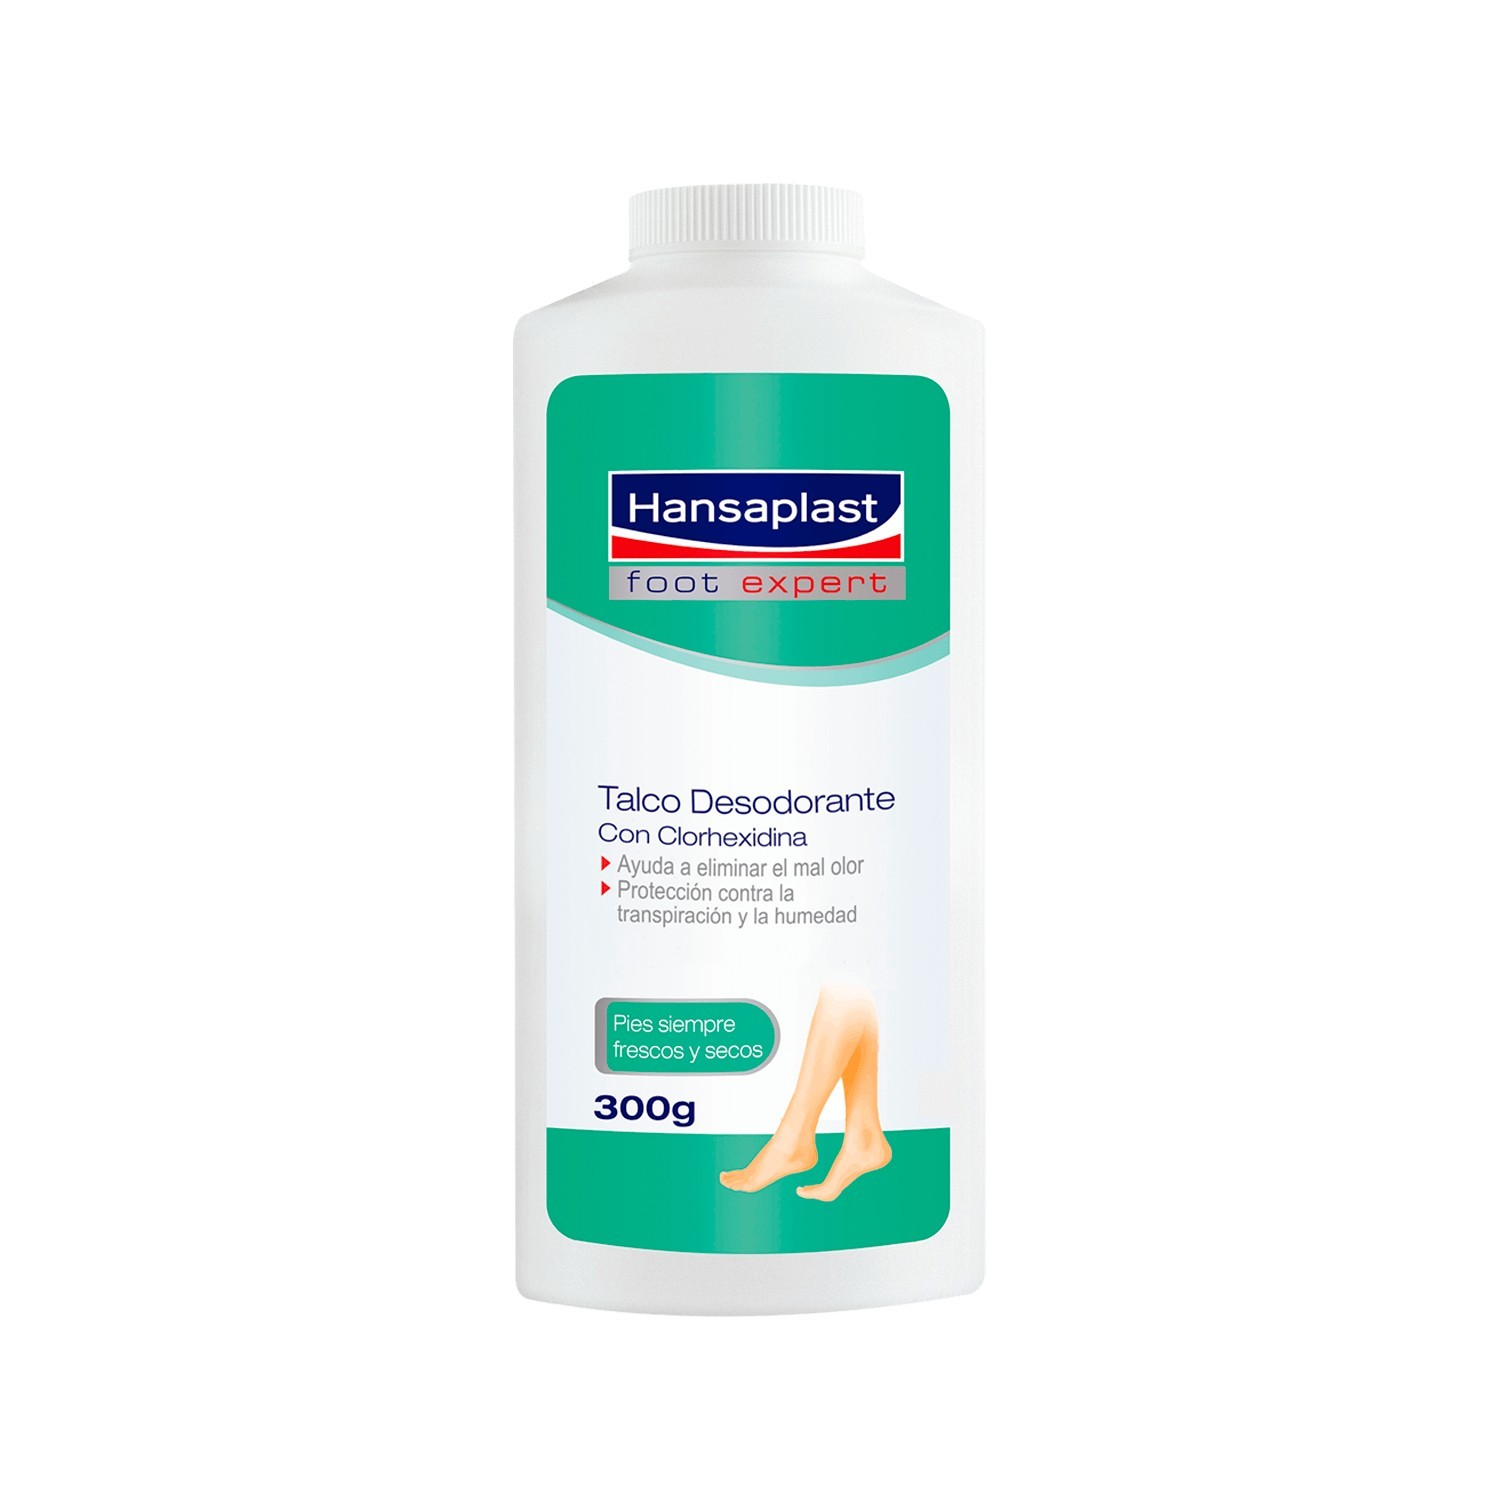 Hansaplast
foot expert
Talco Desodorante
Con Clorhexidina
Ayuda a eliminar el mal olor
Protección contra la
transpiración y la humedad
Pies siempre
frescos y secos
300g